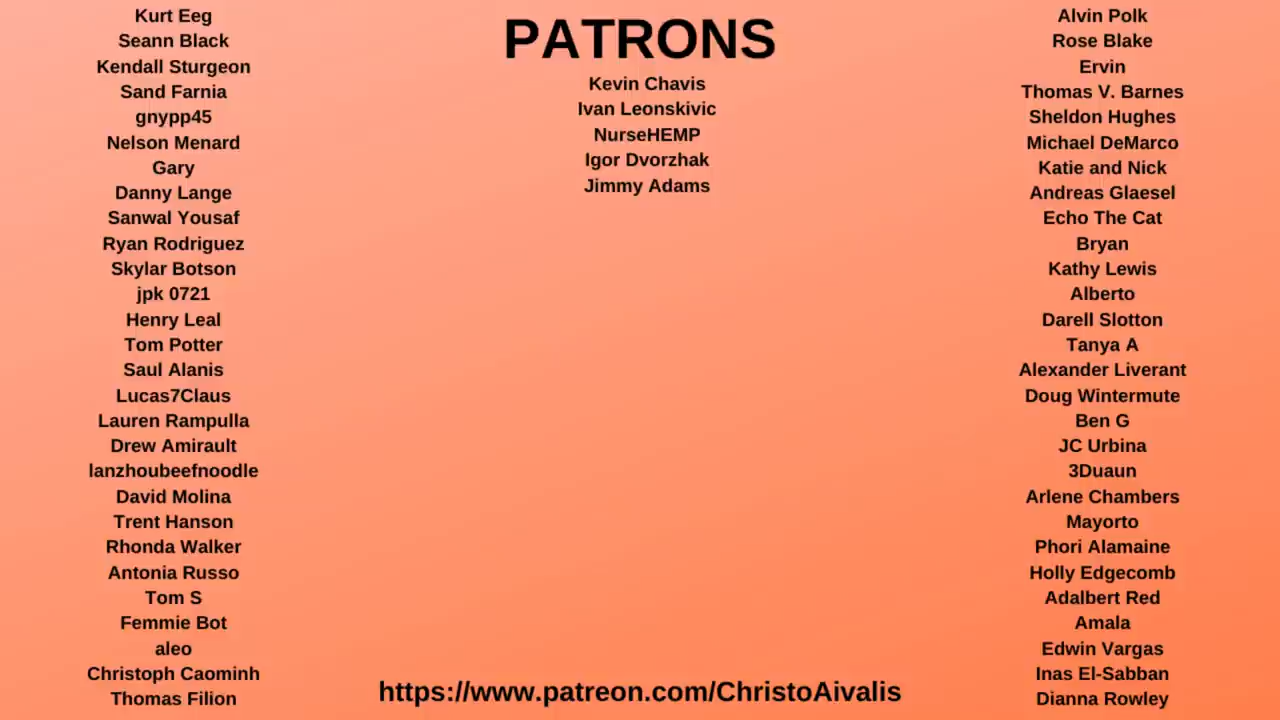 Kurt Eeg
Seann Black
Kendall Sturgeon
Sand Farnia
gnypp45
Nelson Menard
Gary
Danny Lange
Sanwal Yousaf
Ryan Rodriguez
Skylar Botson
jpk 0721
Henry Leal
Tom Potter
Saul Alanis
Lucas7Claus
Lauren Rampulla
Drew Amirault
lanzhoubeefnoodle
David Molina
Trent Hanson
Rhonda Walker
Antonia Russo
Tom S
Femmie Bot
aleo
Christoph Caominh
Thomas Filion
PATRONS
Kevin Chavis
Ivan Leonskivic
NurseHEMP
Igor Dvorzhak
Jimmy Adams
https://www.patreon.com/ChristoAivalis
Alvin Polk
Rose Blake
Ervin
Thomas V. Barnes
Sheldon Hughes
Michael DeMarco
Katie and Nick
Andreas Glaesel
Echo The Cat
Bryan
Kathy Lewis
Alberto
Darell Slotton
Tanya A
Alexander Liverant
Doug Wintermute
Ben G
JC Urbina
3Duaun
Arlene Chambers
Mayorto
Phori Alamaine
Holly Edgecomb
Adalbert Red
Amala
Edwin Vargas
Inas El-Sabban
Dianna Rowley